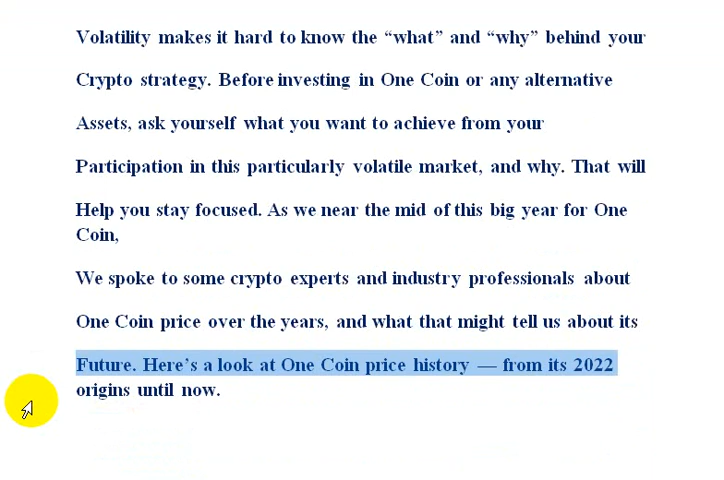 Volatility makes it hard to know the “what” and “why” behind your
Crypto strategy. Before investing in One Coin or any alternative
Assets, ask yourself what you want to achieve from your
Participation in this particularly volatile market, and why. That will
Help you stay focused. As we near the mid of this big year for One
Coin,
We spoke to some crypto experts and industry professionals about
One Coin price over the years, and what that might tell us about its
Future. Here’s a look at One Coin price history — from its 2022
origins until now.